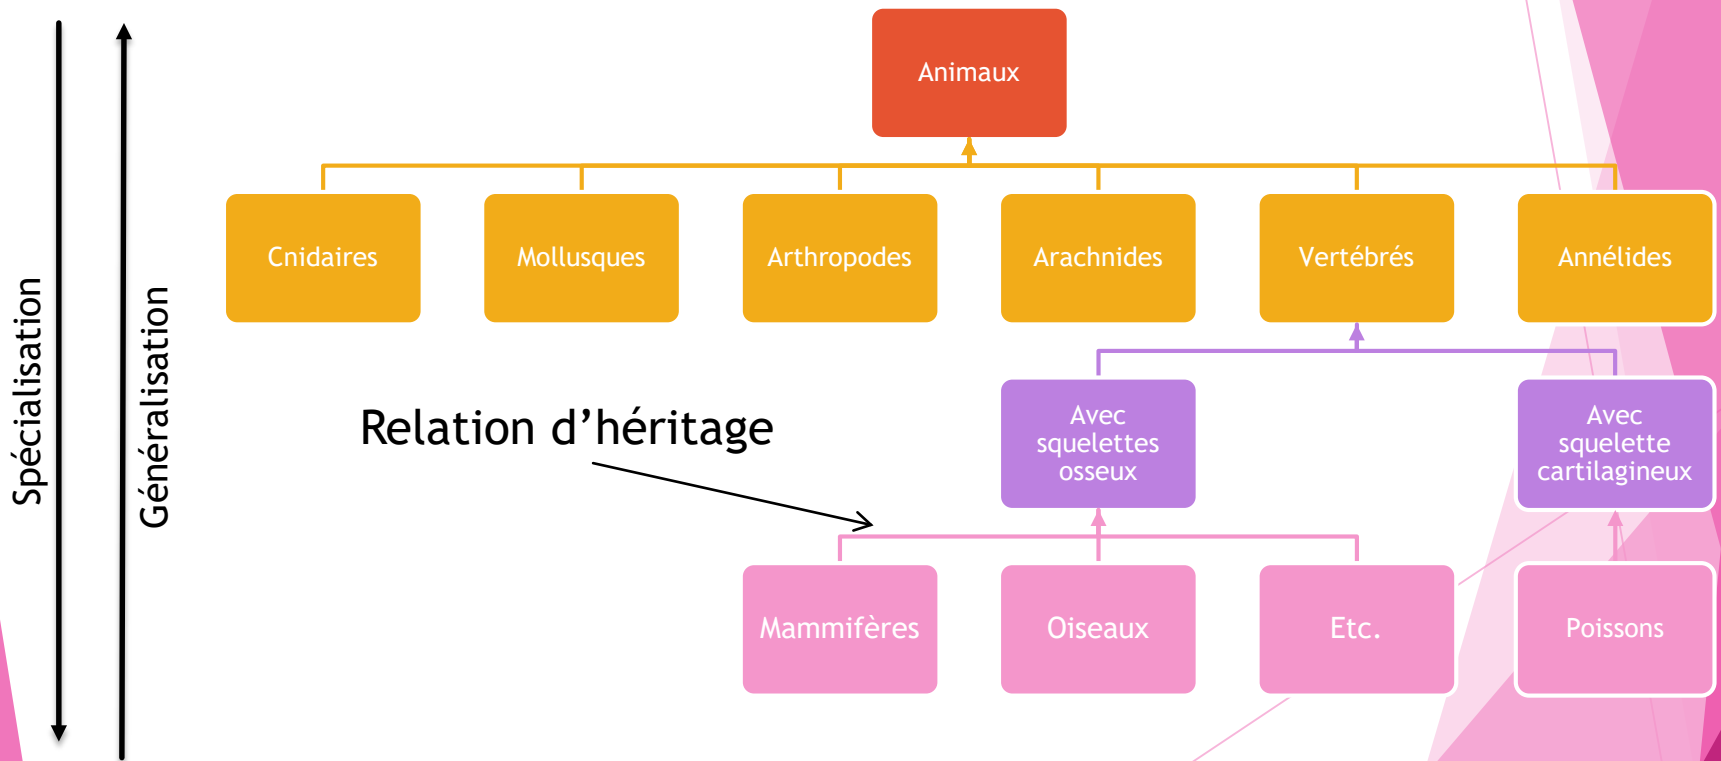 Animaux
Cnidaires
Mollusques
Arthropodes
Arachnides
Vertébrés
Annélides
Spécialisation
Généralisation
Relation d’héritage
Avec
squelettes
osseux
Avec
squelette
cartilagineux
Mammifères
Oiseaux
Etc.
Poissons